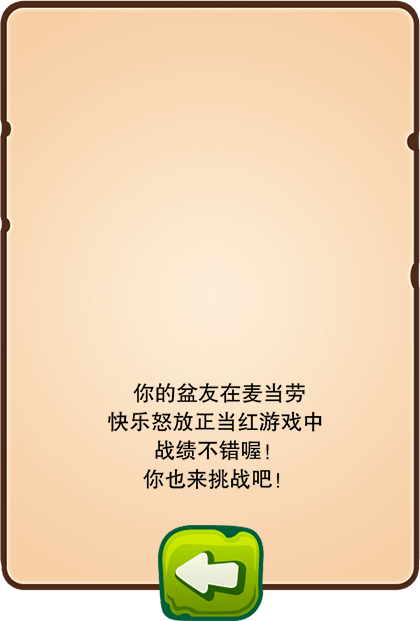 你的盆友在麦当劳
快乐怒放正当红游戏中
战绩不错喔！
你也来挑战吧！